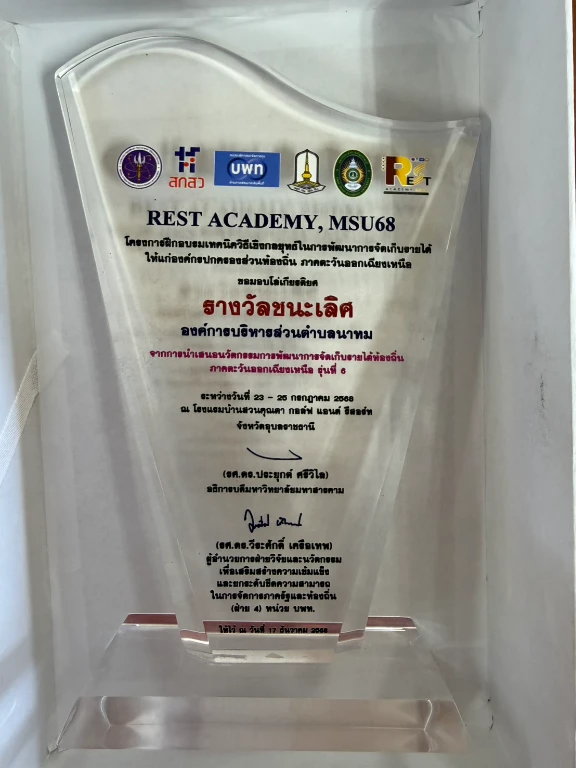 สกสว
บพท
REST
ACADEMY
REST ACADEMY, MSU68
โครงการฝึกอบรมเทคนิควิธีเชิงกลยุทธ์ในการพัฒนาการจัดเก็บรายได้
ให้แก่องค์กรปกครองส่วนท้องถิ่น ภาคตะวันออกเฉียงเหนือ
ขอมอบโล่เกียรติยศ
รางวัลชนะเลิศ
องค์การบริหารส่วนตำบลนาทม
จากการนำเสนอนวัตกรรมการพัฒนาการจัดเก็บรายได้ท้องถิ่น
ภาคตะวันออกเฉียงเหนือ รุ่นที่ 6
ระหว่างวันที่ 23 - 25 กรกฎาคม 2568
ณ โรงแรมบ้านสวนคุณตา กอล์ฟ แอนด์ รีสอร์ท
จังหวัดอุบลราชธานี
(รศ.ดร.ประยุกต์ ศรีวิไล)
อธิการบดีมหาวิทยาลัยมหาสารคาม
(รศ.ดร.วีระศักดิ์ เครือเทพ)
ผู้อำนวยการฝ่ายวิจัยและนวัตกรรม
เพื่อเสริมสร้างความเข้มแข็ง
และยกระดับขีดความสามารถ
ในการจัดการภาครัฐและท้องถิ่น
(ฝ่าย 4) หน่วย บพท.
ให้ไว้ ณ วันที่ 17 ธันวาคม 2568